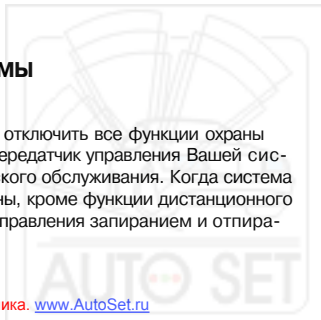 мы
отключить все функции охраны
ередатчик управления Вашей сис-
кого обслуживания. Когда система
ны, кроме функции дистанционного
правления запиранием и отпира-
AUTO SET
ика. www.AutoSet.ru